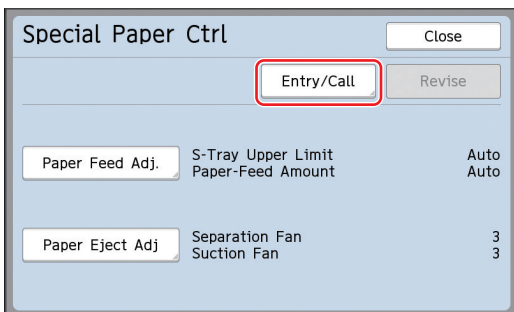 Special Paper Ctrl Close
Entry/Call Revise
Paper Feed Adj. S-Tray Upper Limit Auto
Paper-Feed Amount Auto
Paper Eject Adj Separation Fan 3
Suction Fan 3